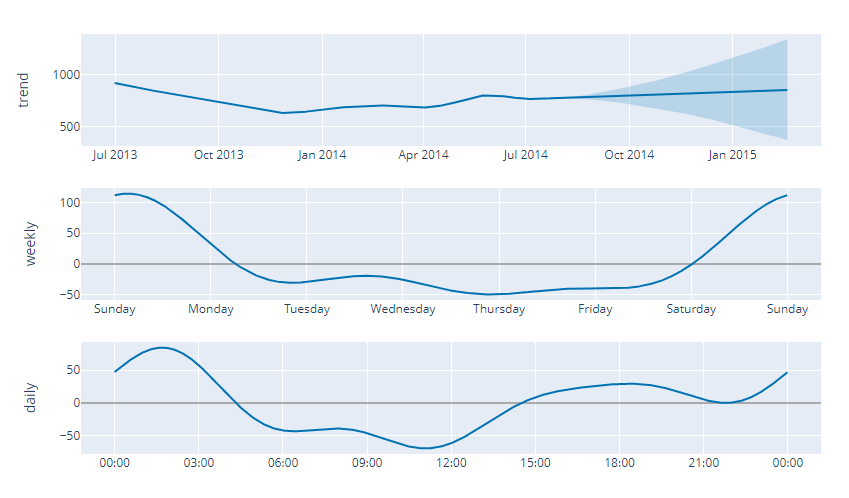 trend
1000
500
Jul 2013 Oct 2013 Jan 2014 Apr 2014 Jul 2014 Oct 2014 Jan 2015
weekly
100
50
0
−50
Sunday Monday Tuesday Wednesday Thursday Friday Saturday Sunday
daily
50
0
−50
00:00 03:00 06:00 09:00 12:00 15:00 18:00 21:00 00:00